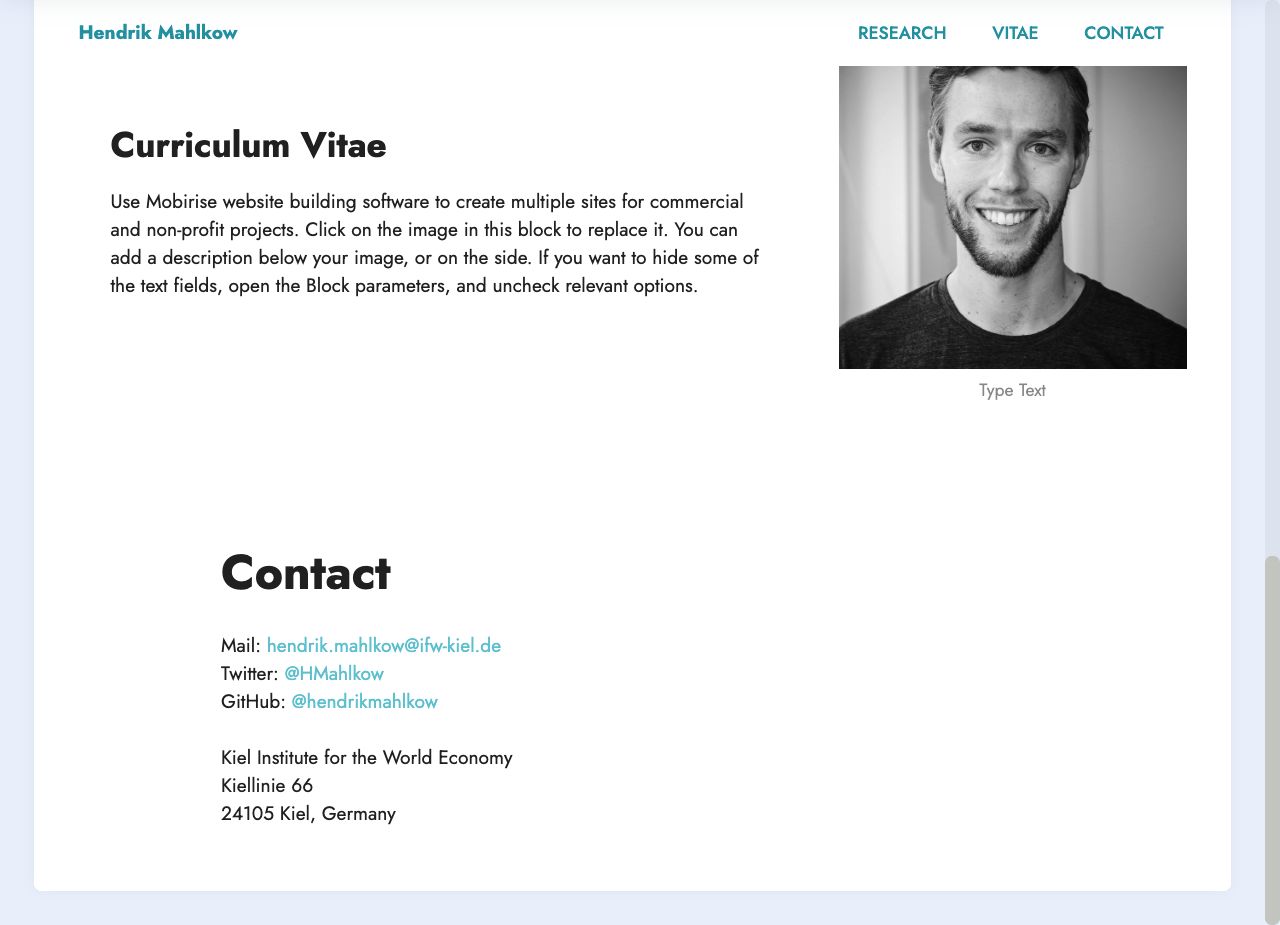 Hendrik Mahlkow
RESEARCH VITAE CONTACT
Curriculum Vitae
Use Mobirise website building software to create multiple sites for commercial
and non-profit projects. Click on the image in this block to replace it. You can
add a description below your image, or on the side. If you want to hide some of
the text fields, open the Block parameters, and uncheck relevant options.
Type Text
Contact
Mail: hendrik.mahlkow@ifw-kiel.de
Twitter: @HMahlkow
GitHub: @hendrikmahlkow
Kiel Institute for the World Economy
Kiellinie 66
24105 Kiel, Germany